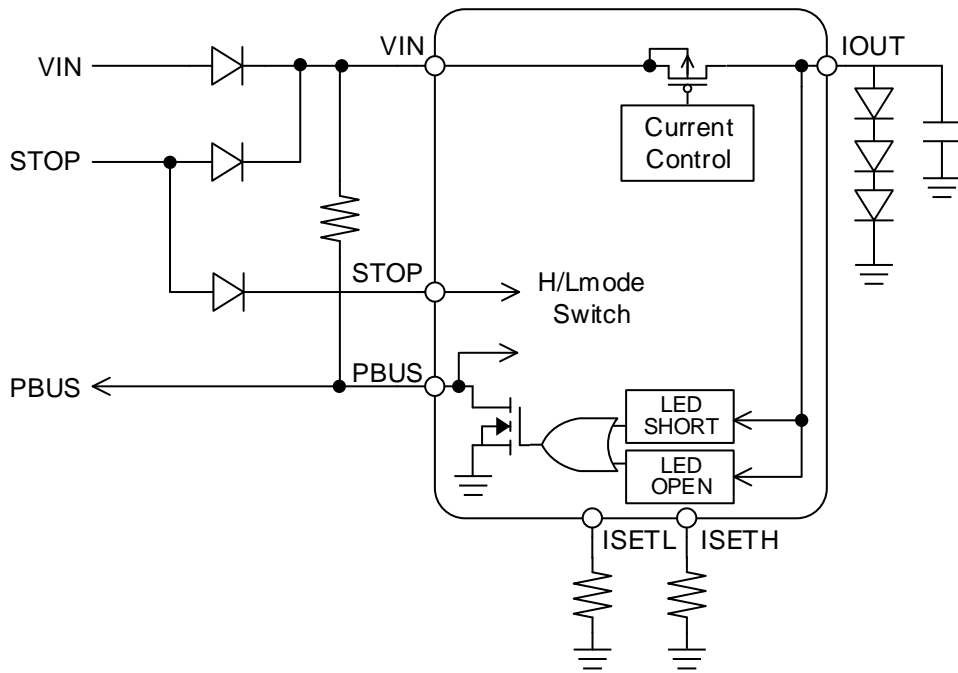 VIN
IOUT
VIN
Current
Control
STOP
STOP
H/Lmode
Switch
PBUS
PBUS
LED
SHORT
LED
OPEN
ISETL
ISETH